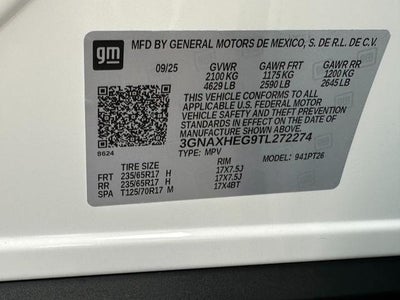 gm
MFD BY GENERAL MOTORS DE MEXICO, S. DE R.L. DE C.V.
09/25 GVWR GAWR FRT GAWR RR
2100 KG 1175 KG 1200 KG
4629 LB 2590 LB 2645 LB
THIS VEHICLE CONFORMS TO ALL
APPLICABLE U.S. FEDERAL MOTOR
VEHICLE SAFETY AND THEFT PREVENTION
STANDARDS IN EFFECT ON THE DATE OF
MANUFACTURE SHOWN ABOVE.
3GNAXHEG9TL272274
8624 TYPE: MPV MODEL: 941PT26
TIRE SIZE RIM
FRT 235/65R17 H 17X7.5J
RR 235/65R17 H 17X7.5J
SPA T125/70R17 M 17X4BT